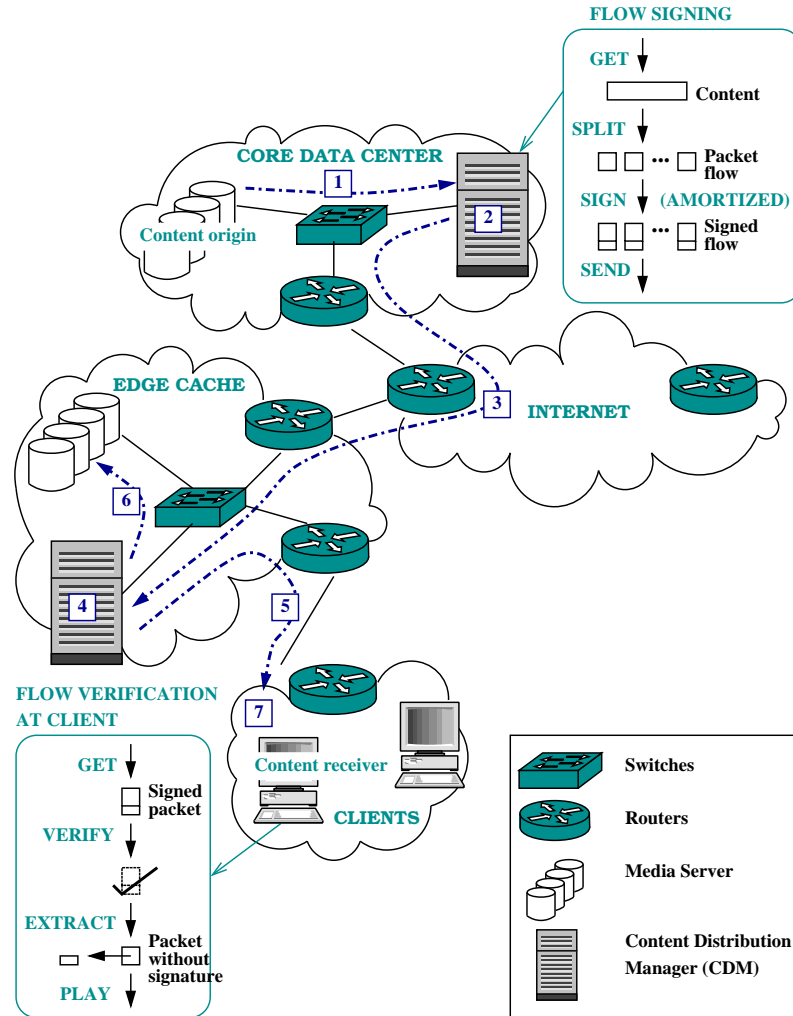 FLOW SIGNING
GET
Content
SPLIT
Packet
flow
SIGN (AMORTIZED)
Signed
flow
SEND
CORE DATA CENTER
1
2
Content origin
EDGE CACHE
3
INTERNET
6
4
5
7
FLOW VERIFICATION
AT CLIENT
GET
Signed
packet
VERIFY
EXTRACT
Packet
without
signature
PLAY
Content receiver
CLIENTS
Switches
Routers
Media Server
Content Distribution
Manager (CDM)